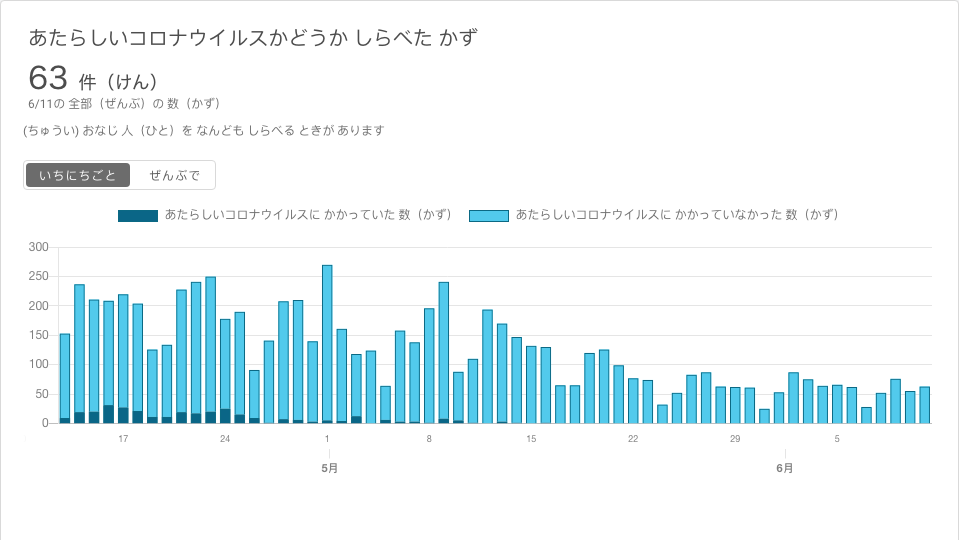 あたらしいコロナウイルスかどうか しらべた かず
63 件（けん）
6/11の 全部（ぜんぶ）の 数（かず）
(ちゅうい) おなじ 人（ひと）を なんども しらべる ときが あります
いちにちごと ぜんぶで
あたらしいコロナウイルスに かかっていた 数（かず） あたらしいコロナウイルスに かかっていなかった 数（かず）
300
250
200
150
100
50
0
17 24 1 8 15 22 29 5
5月 6月